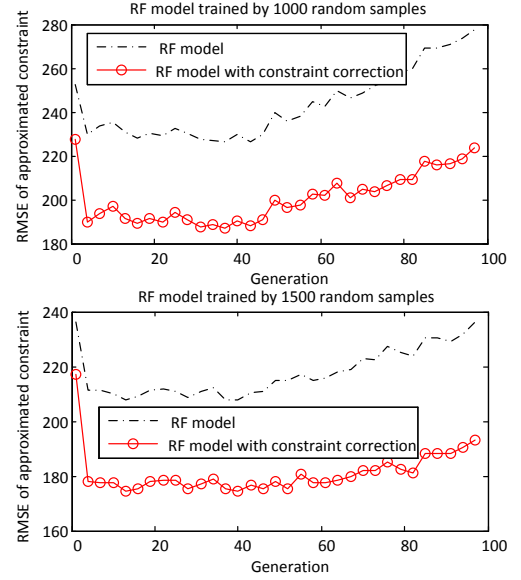 RF model trained by 1000 random samples
280
260
240
220
200
180
RMSE of approximated constraint
RF model
RF model with constraint correction
0
20
40
60
80
100
Generation
RF model trained by 1500 random samples
240
220
200
180
160
RMSE of approximated constraint
RF model
RF model with constraint correction
0
20
40
60
80
100
Generation